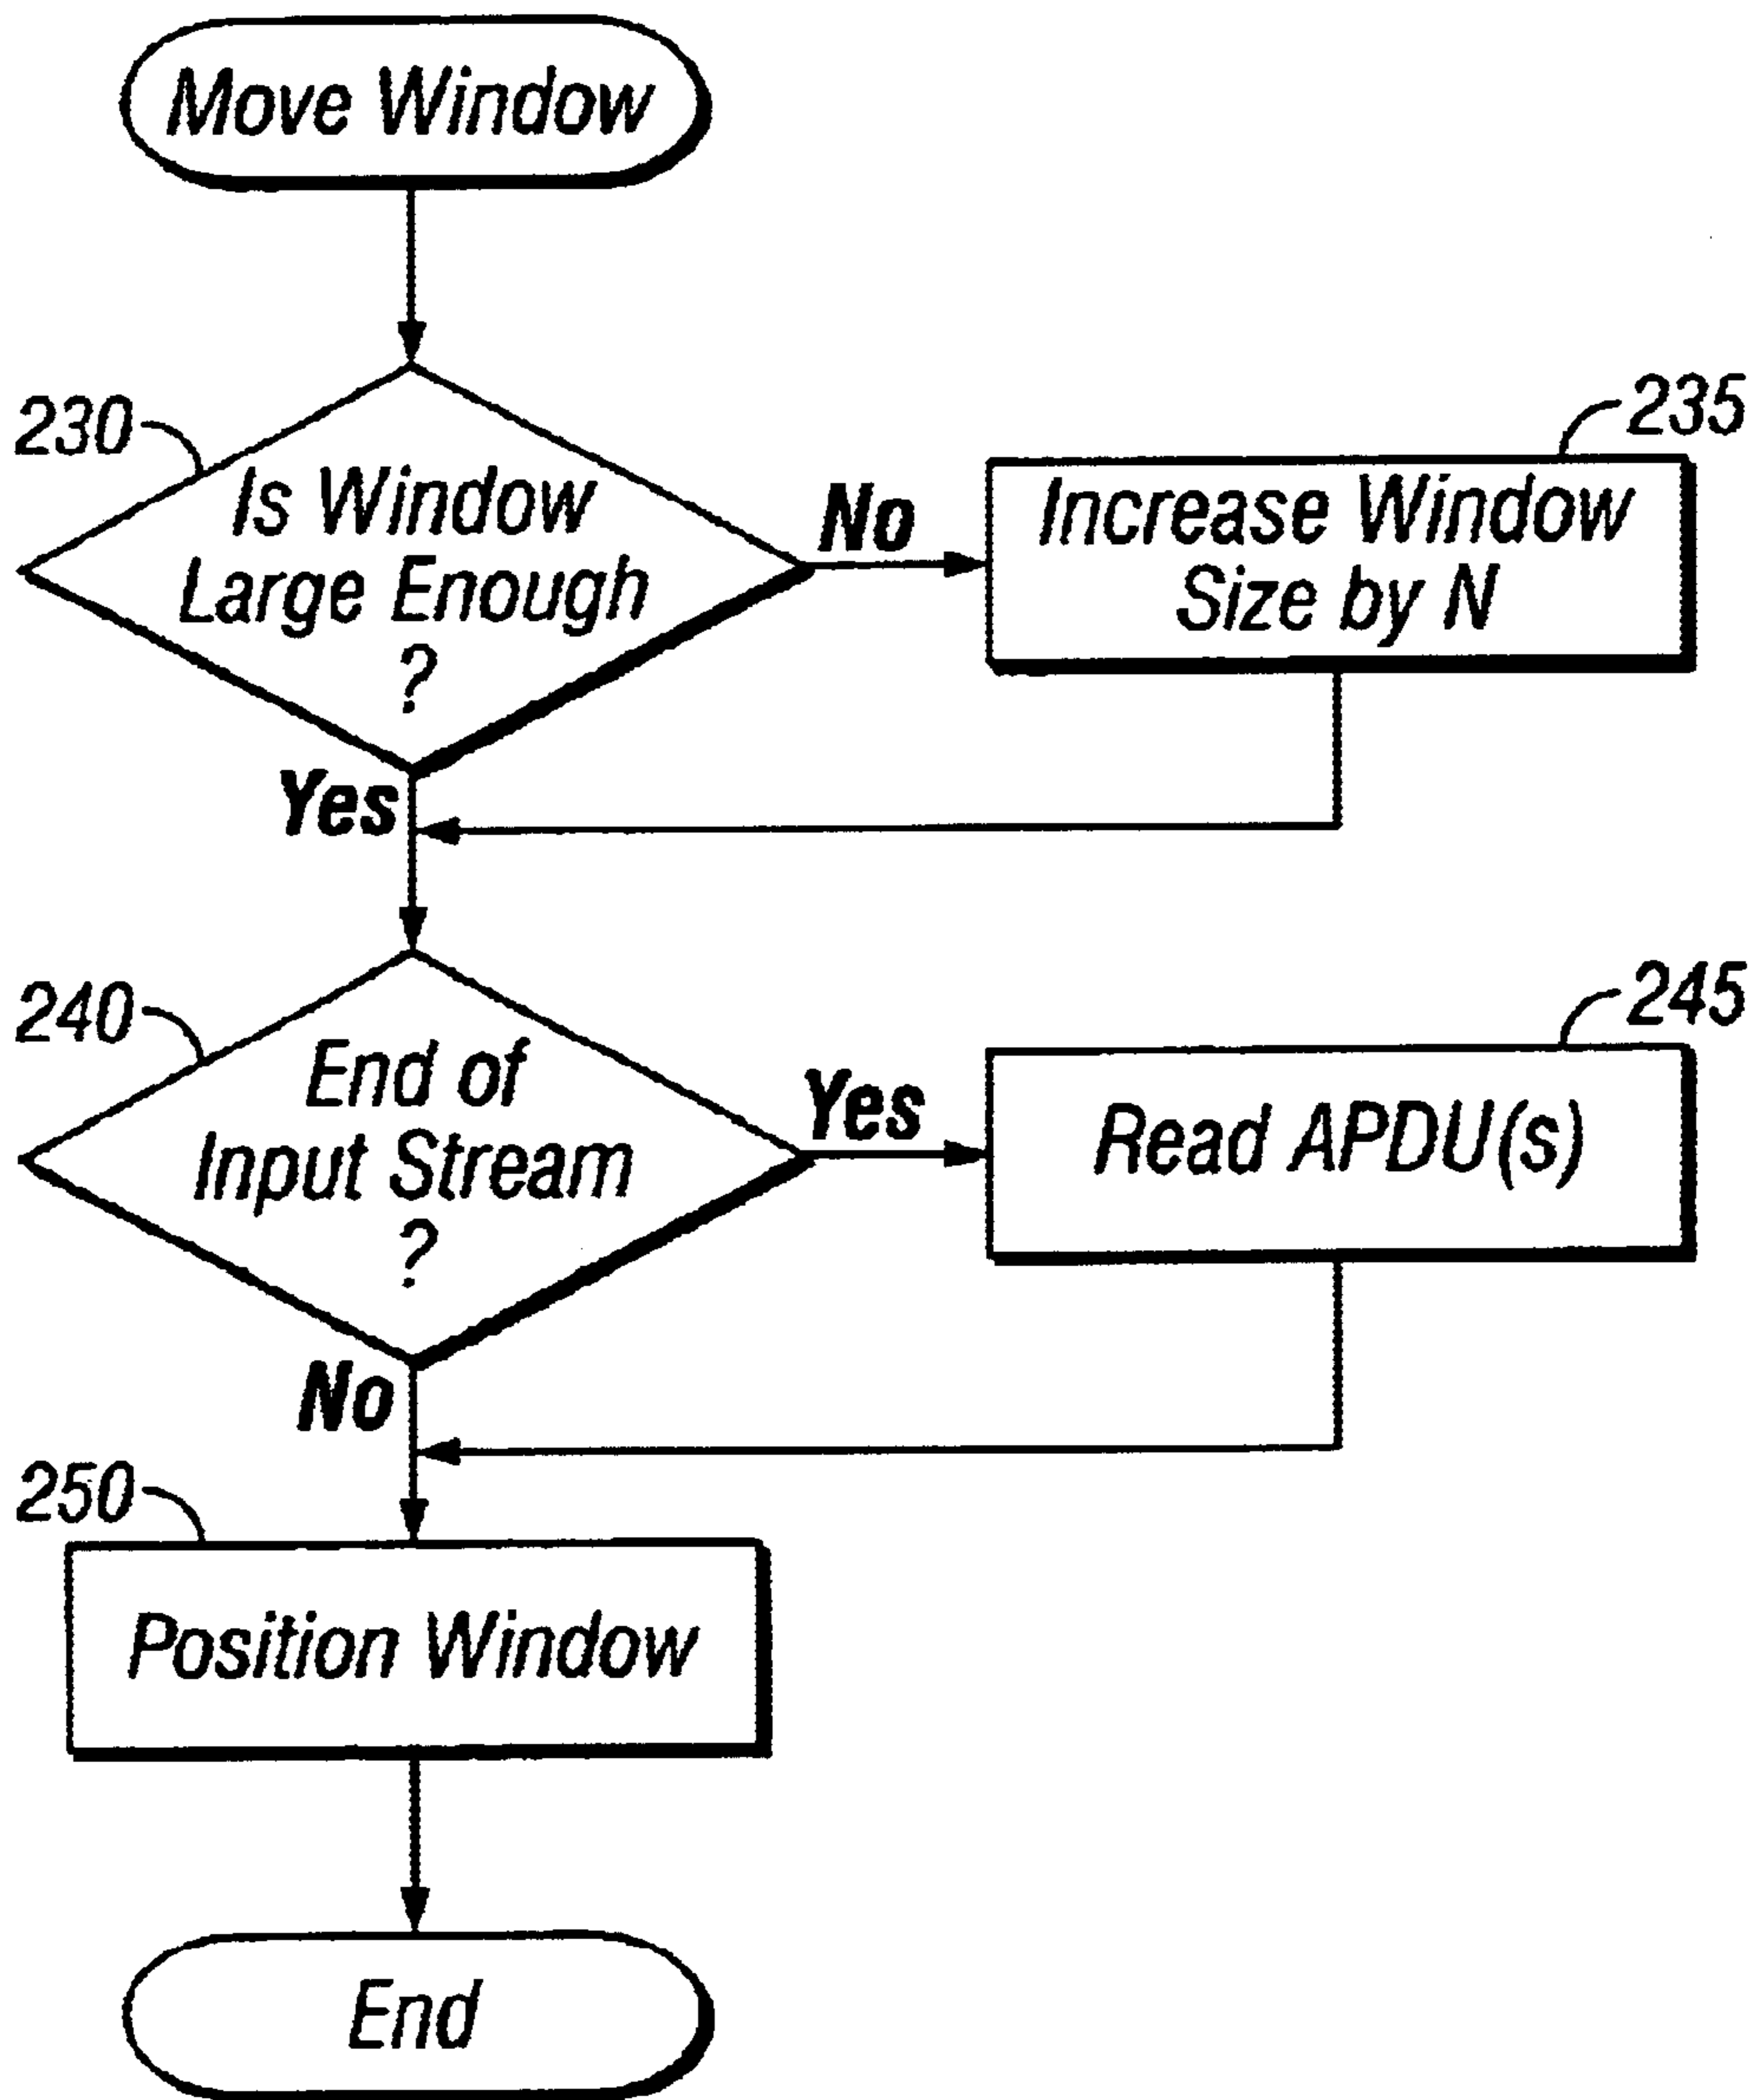 Move Window
230
Is Window
Large Enough
?
No
235
Increase Window
Size by N
Yes
240
End of
Input Stream
?
Yes
245
Read APDU(s)
No
250
Position Window
End